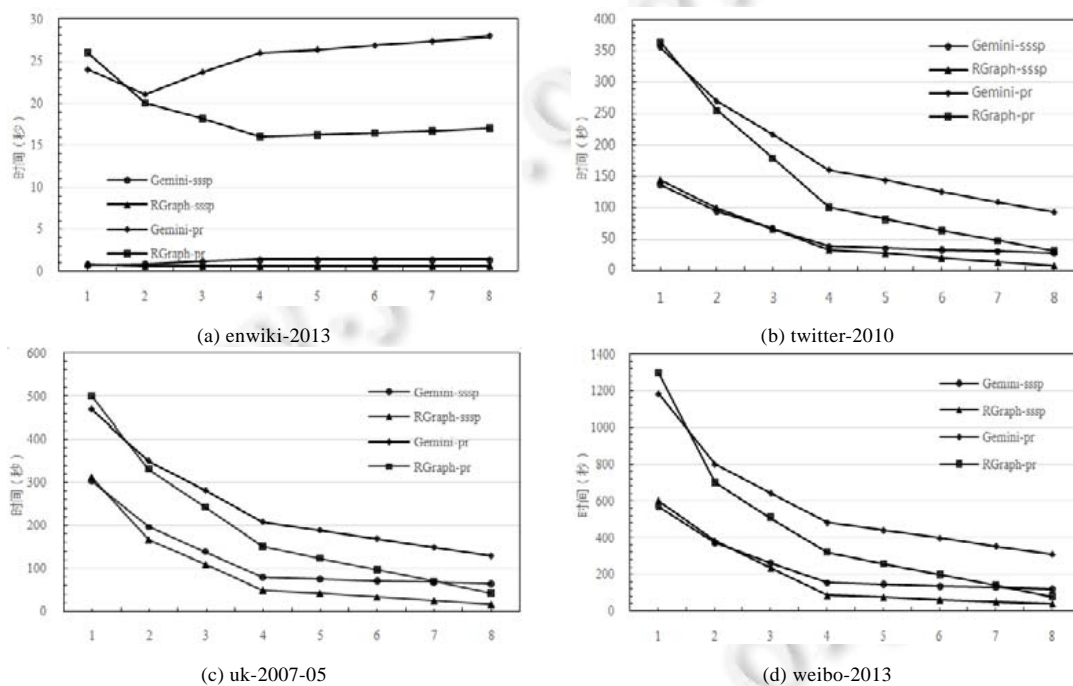 30
25
20
15
10
5
0
时间（秒）
Gemini-sssp
RGraph-sssp
Gemini-pr
RGraph-pr
1 2 3 4 5 6 7 8
(a) enwiki-2013
400
350
300
250
200
150
100
50
0
时间（秒）
Gemini-sssp
RGraph-sssp
Gemini-pr
RGraph-pr
1 2 3 4 5 6 7 8
(b) twitter-2010
600
500
400
300
200
100
0
时间（秒）
Gemini-sssp
RGraph-sssp
Gemini-pr
RGraph-pr
1 2 3 4 5 6 7 8
(c) uk-2007-05
1400
1200
1000
800
600
400
200
0
时间（秒）
Gemini-sssp
RGraph-sssp
Gemini-pr
RGraph-pr
1 2 3 4 5 6 7 8
(d) weibo-2013